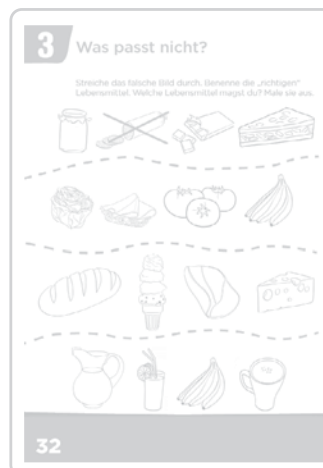 3 Was passt nicht?
Streiche das falsche Bild durch. Benenne die „richtigen“
Lebensmittel. Welche Lebensmittel magst du? Male sie aus.
32